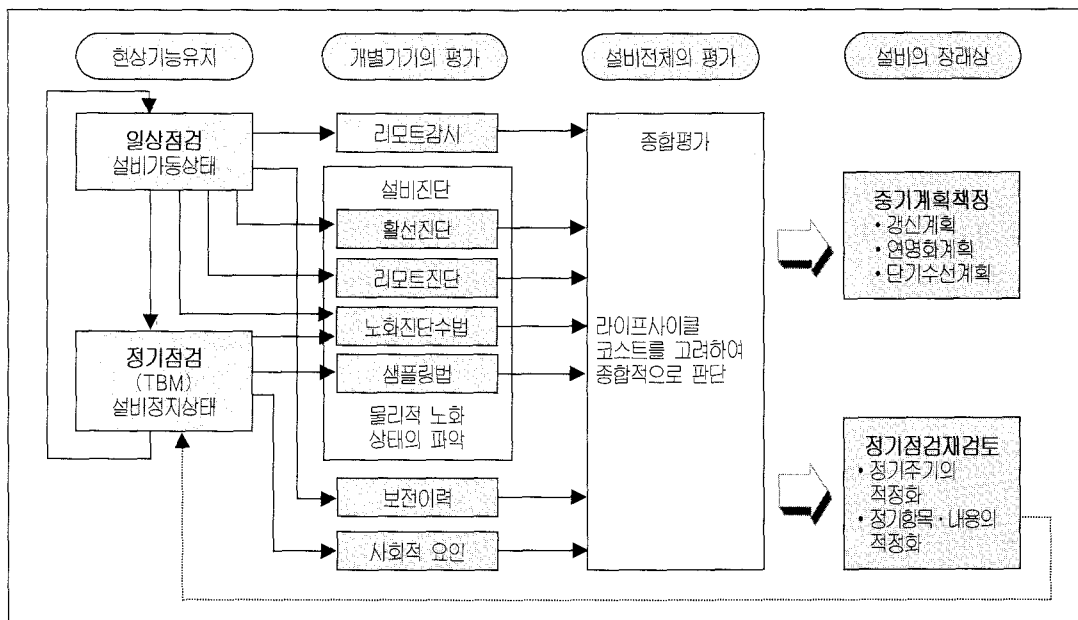 현상기능유지
개별기기의 평가
설비전체의 평가
설비의 장래상
일상점검
설비가동상태
정기점검
(TBM)
설비정지상태
리모트감시
설비진단
활선진단
리모트진단
노화진단수법
샘플링법
물리적 노화
상태의 파악
보전이력
사회적 요인
종합평가
라이프사이클
코스트를 고려하여
종합적으로 판단
중기계획책정
• 갱신계획
• 연명화계획
• 단기수선계획
정기점검재검토
• 정기주기의
적정화
• 정기항목 · 내용의
적정화